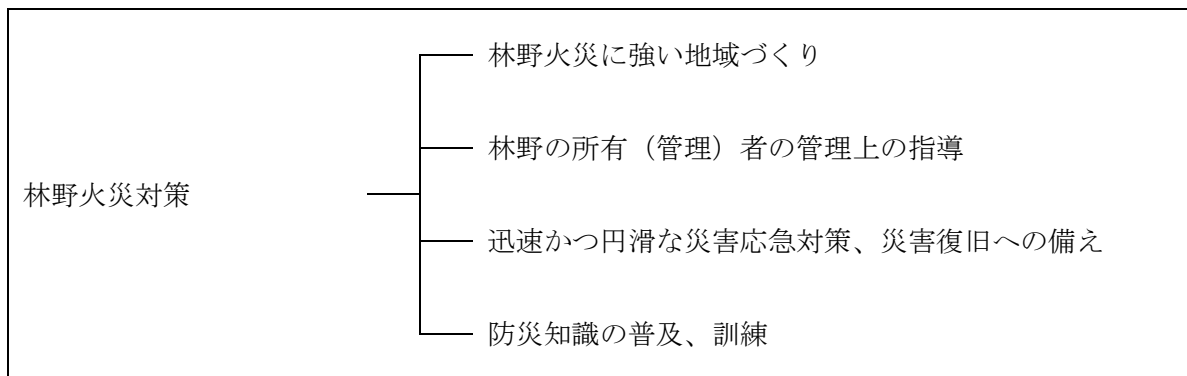 林野火災に強い地域づくり
林野の所有（管理）者の管理上の指導
林野火災対策
迅速かつ円滑な災害応急対策、災害復旧への備え
防災知識の普及、訓練